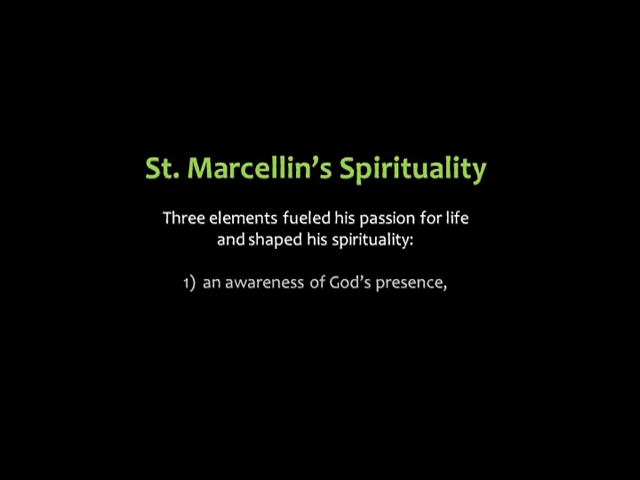 St. Marcellin’s Spirituality
Three elements fueled his passion for life
and shaped his spirituality:
1) an awareness of God’s presence,